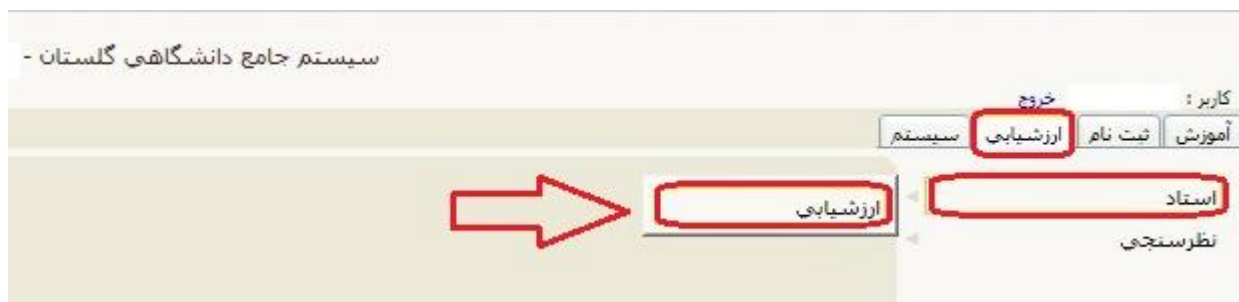 سیستم جامع دانشگاهی گلستان -
کاربر : خروج
آموزش ثبت نام ارزشیابی سیستم
استاد ارزشیابی
نظرسنجی